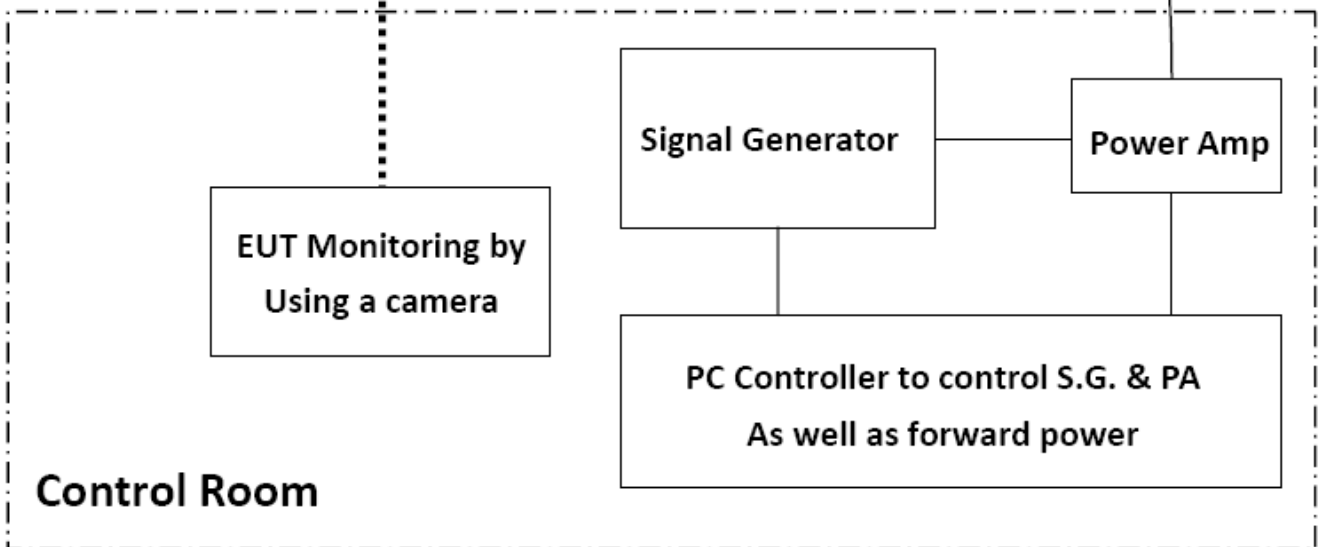 Signal Generator
Power Amp
EUT Monitoring by
Using a camera
PC Controller to control S.G. & PA
As well as forward power
Control Room